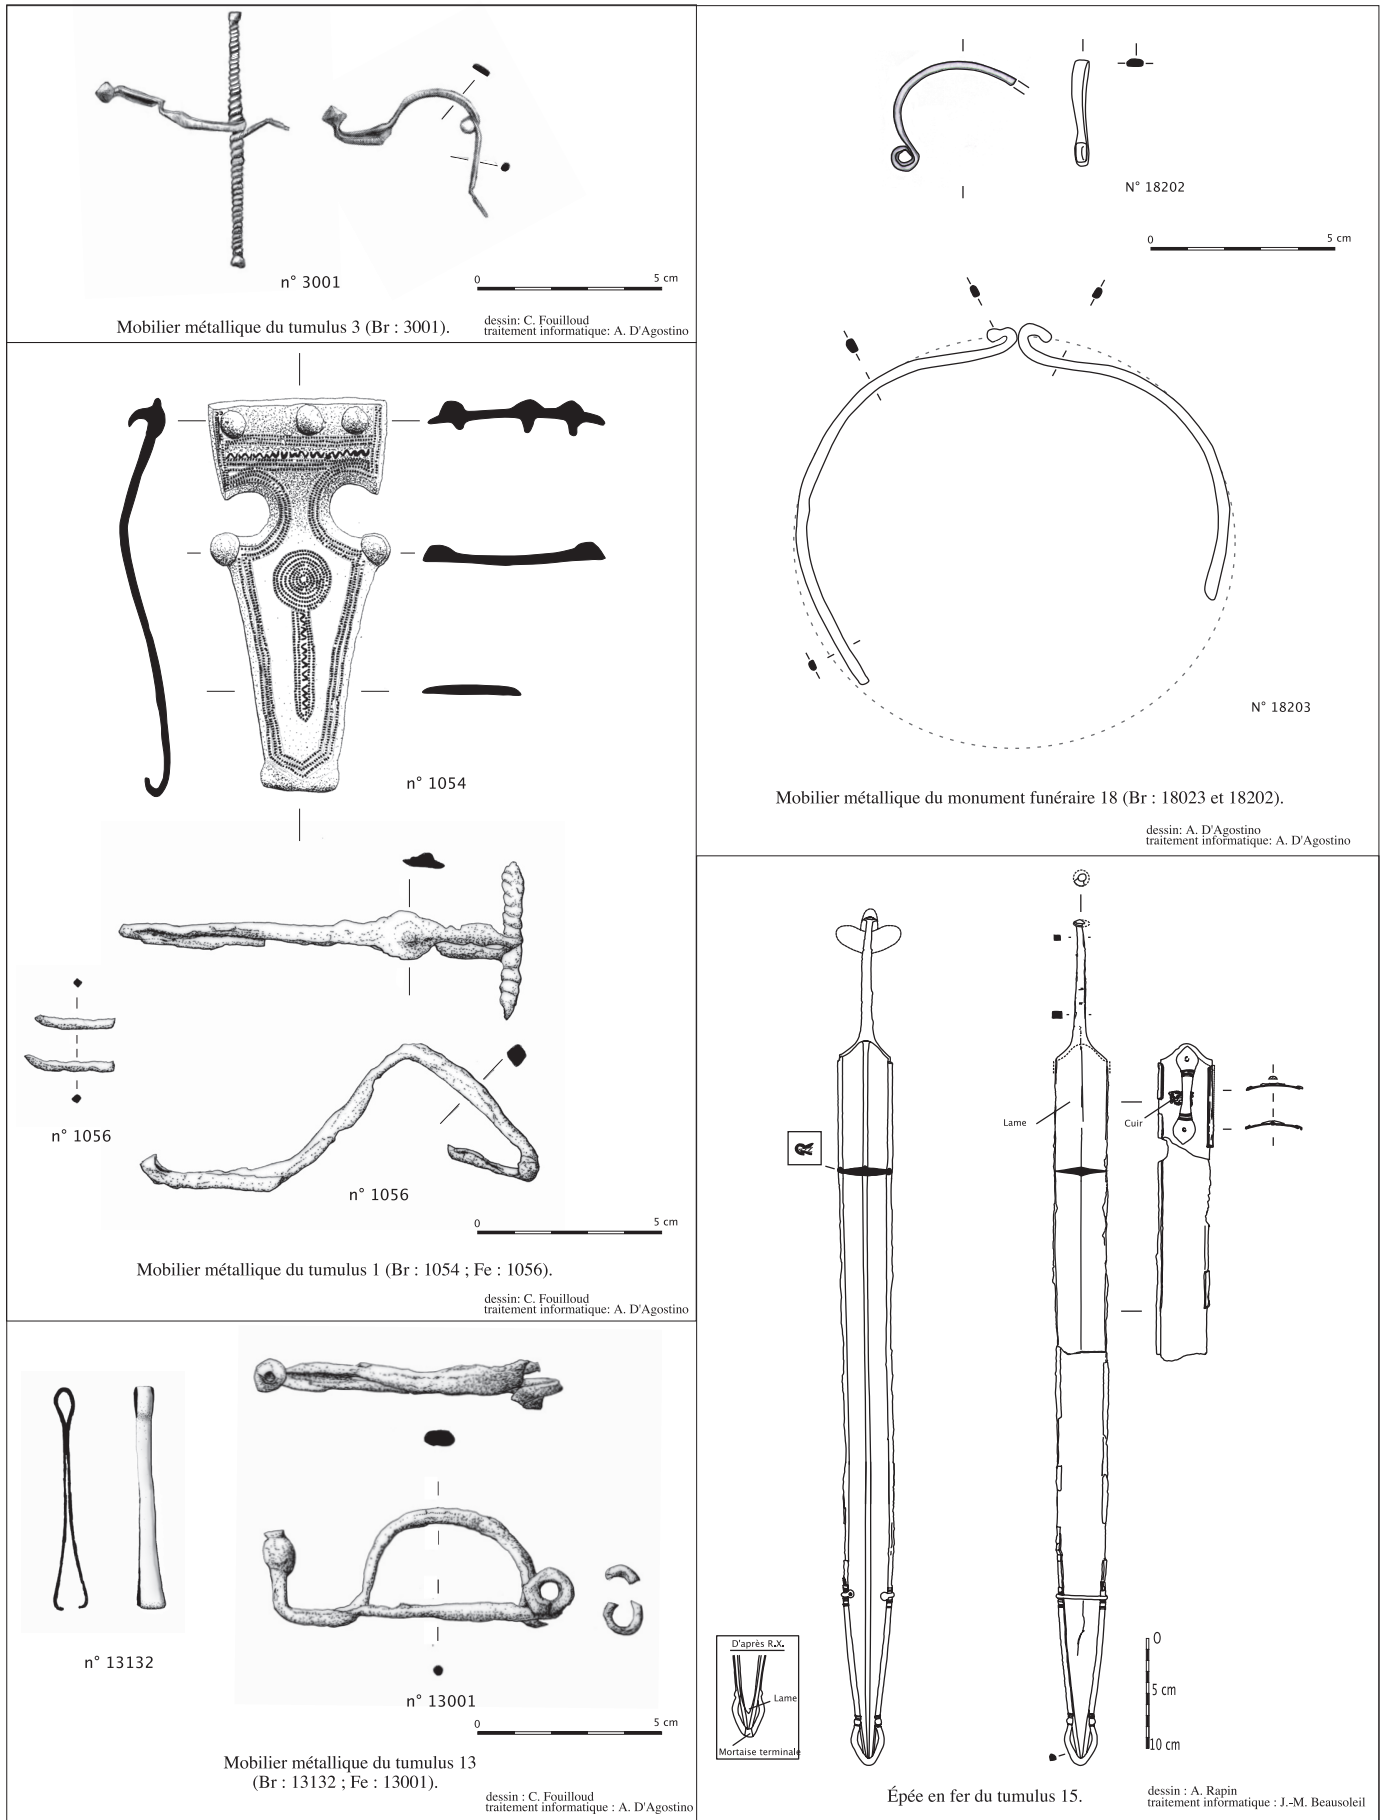 n° 3001
0 5 cm
Mobilier métallique du tumulus 3 (Br : 3001).
dessin: C. Fouilloud
traitement informatique: A. D'Agostino
n° 1054
n° 1056
n° 1056
0 5 cm
Mobilier métallique du tumulus 1 (Br : 1054 ; Fe : 1056).
dessin: C. Fouilloud
traitement informatique: A. D'Agostino
n° 13132
n° 13001
0 5 cm
Mobilier métallique du tumulus 13
(Br : 13132 ; Fe : 13001).
dessin : C. Fouilloud
traitement informatique : A. D'Agostino
N° 18202
0 5 cm
N° 18203
Mobilier métallique du monument funéraire 18 (Br : 18023 et 18202).
dessin: A. D'Agostino
traitement informatique: A. D'Agostino
Lame
Cuir
D'après R.X.
Lame
Mortaise terminale
0
5 cm
10 cm
Épée en fer du tumulus 15.
dessin : A. Rapin
traitement informatique : J.-M. Beausoleil